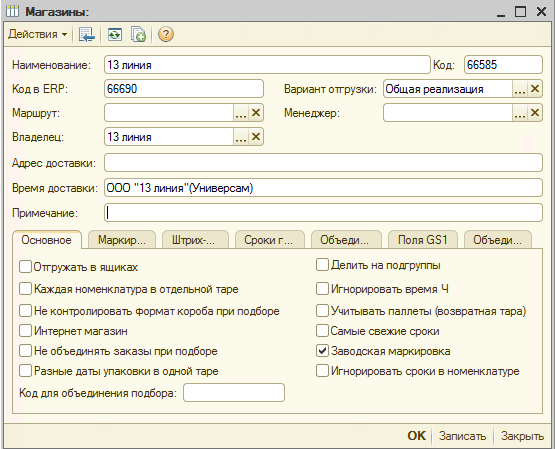 Магазины:
Действия
Наименование: 13 линия Код: 66585
Код в ERP: 66690 Вариант отгрузки: Общая реализация ... ×
Маршрут: ... × Менеджер: ... ×
Владелец: 13 линия ... ×
Адрес доставки:
Время доставки: ООО "13 линия"(Универсам)
Примечание:
Основное Маркир... Штрих-... Сроки г... Объеди... Поля GS1 Объеди...
Отгружать в ящиках Делить на подгруппы
Каждая номенклатура в отдельной таре Игнорировать время Ч
Не контролировать формат короба при подборе Учитывать паллеты (возвратная тара)
Интернет магазин Самые свежие сроки
Не объединять заказы при подборе Заводская маркировка
Разные даты упаковки в одной таре Игнорировать сроки в номенклатуре
Код для объединения подбора:
OK Записать Закрыть